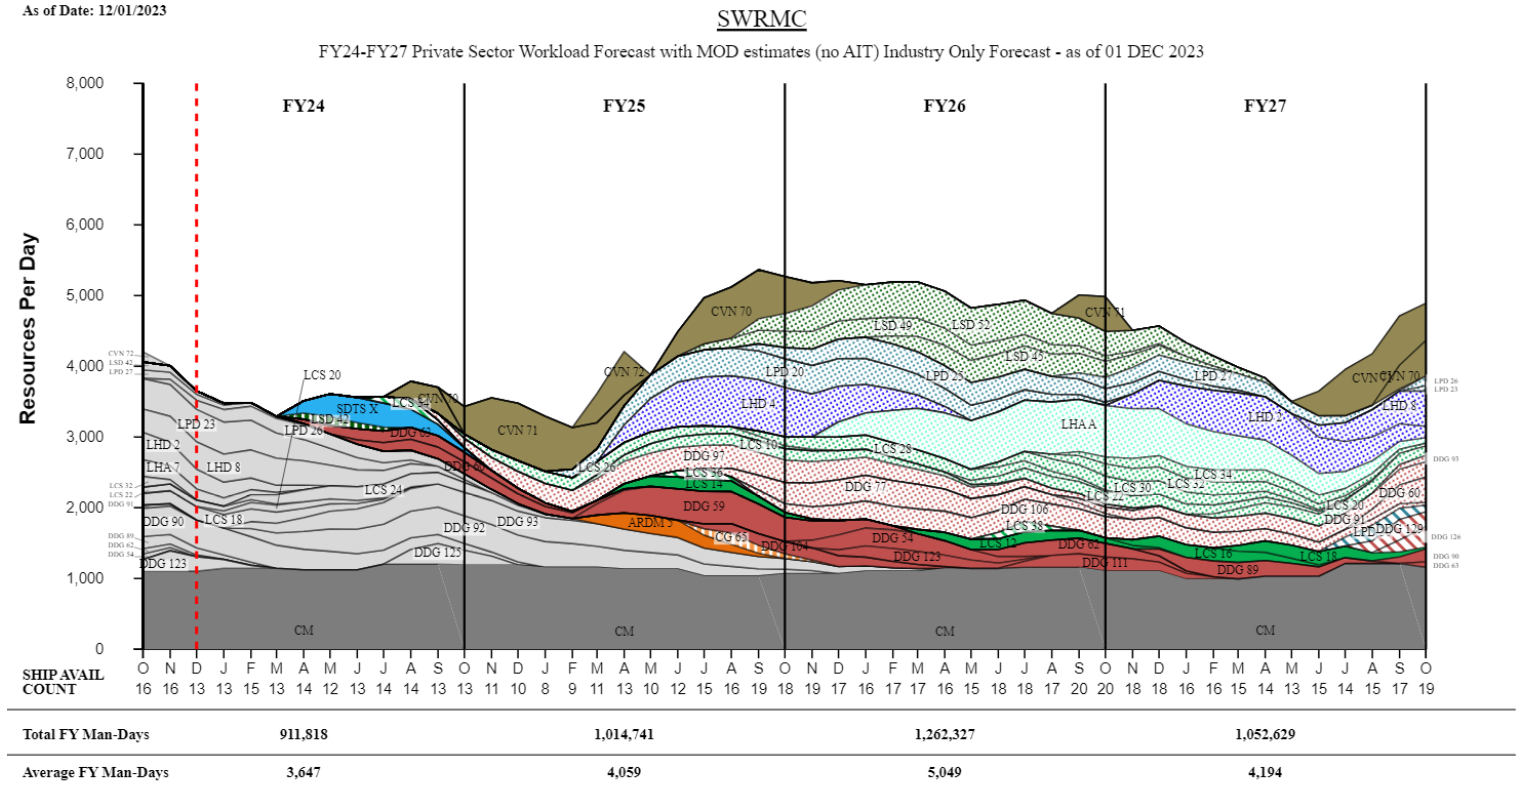 As of Date: 12/01/2023
SWRMC
FY24-FY27 Private Sector Workload Forecast with MOD estimates (no AIT) Industry Only Forecast - as of 01 DEC 2023
Resources Per Day
8,000
7,000
6,000
5,000
4,000
3,000
2,000
1,000
0
FY24 FY25 FY26 FY27
CVN 72
LSD 42
LPD 27
LCS 32
LCS 22
DDG 91
DDG 62
DDG 54
LHD 2
LHA 7
DDG 90
DDG 123
LPD 23
LHD 8
LCS 18
LCS 20
LPD 26
LSD 42
SDTS X
LCS 24
DDG 92
DDG 125
DDG 93
CVN 71
LCS 26
CVN 72
CVN 70
DDG 97
LCS 36
LCS 14
DDG 59
ARDM 5
CG 65
DDG 104
LHD 4
LCS 10
LPD 20
LSD 49
LSD 52
LSD 45
LPD 25
LCS 28
DDG 77
DDG 54
DDG 123
DDG 106
LCS 38
LCS 12
DDG 62
DDG 111
LHA A
LCS 22
CVN 71
LPD 27
LCS 30
LCS 32
LCS 34
LCS 16
DDG 89
LHD 2
LCS 20
DDG 91
LCS 18
LHD 8
DDG 60
DDG 129
CVN 70
LPD 26
LPD 23
DDG 93
DDG 126
DDG 90
DDG 63
CM CM CM CM
O N D J F M A M J J A S O N D J F M A M J J A S O N D J F M A M J J A S O N D J F M A M J J A S O
SHIP AVAIL
COUNT 16 16 13 13 15 13 14 12 13 14 14 13 13 11 10 8 9 11 13 10 12 15 16 19 18 19 17 16 17 17 16 15 18 18 17 20 20 18 18 16 16 15 14 13 15 14 15 17 19
Total FY Man-Days 911,818 1,014,741 1,262,327 1,052,629
Average FY Man-Days 3,647 4,059 5,049 4,194